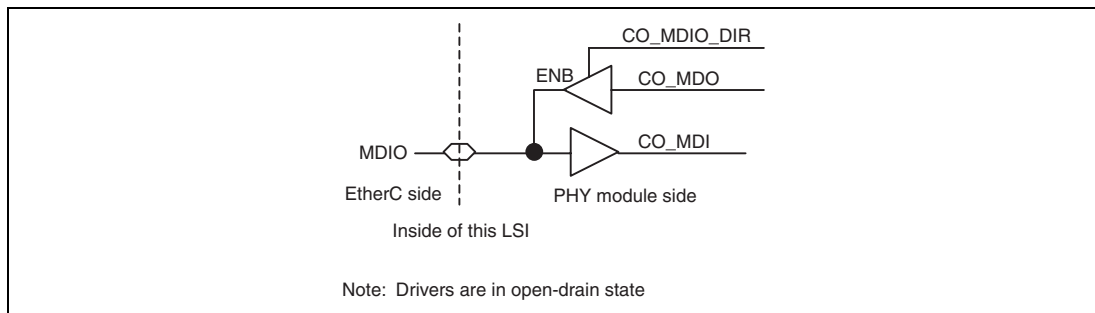 CO_MDIO_DIR
ENB
CO_MDO
MDIO
CO_MDI
EtherC side
PHY module side
Inside of this LSI
Note: Drivers are in open-drain state